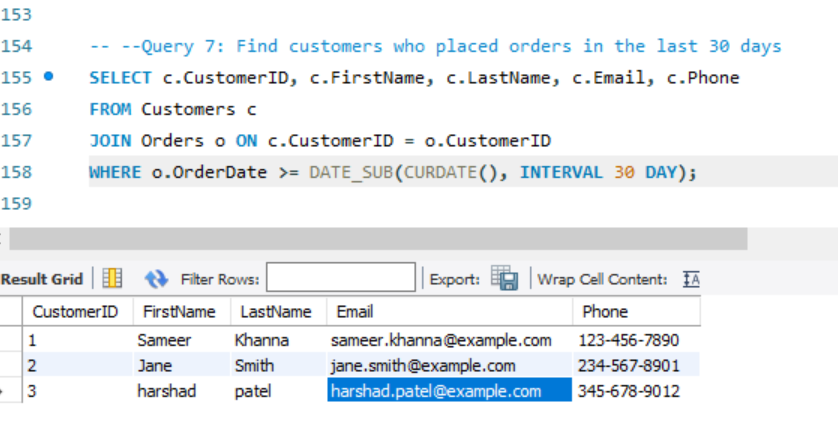 153
154 -- --Query 7: Find customers who placed orders in the last 30 days
155 SELECT c.CustomerID, c.FirstName, c.LastName, c.Email, c.Phone
156 FROM Customers c
157 JOIN Orders o ON c.CustomerID = o.CustomerID
158 WHERE o.OrderDate >= DATE_SUB(CURDATE(), INTERVAL 30 DAY);
159
Result Grid Filter Rows: Export: Wrap Cell Content: IA
CustomerID FirstName LastName Email Phone
1 Sameer Khanna sameer.khanna@example.com 123-456-7890
2 Jane Smith jane.smith@example.com 234-567-8901
3 harshad patel harshad.patel@example.com 345-678-9012